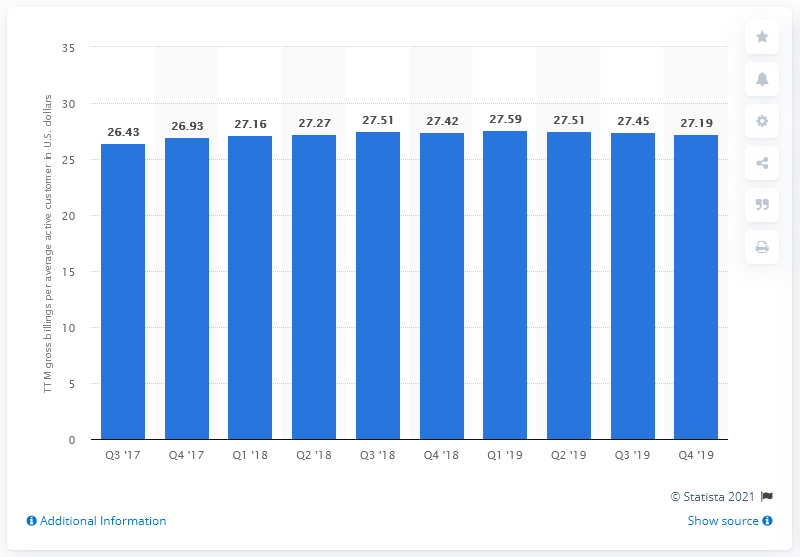 TTM gross billings per average active customer in U.S. dollars
35
30
25
20
15
10
5
0
26.43 26.93 27.16 27.27 27.51 27.42 27.59 27.51 27.45 27.19
Q3 '17 Q4 '17 Q1 '18 Q2 '18 Q3 '18 Q4 '18 Q1 '19 Q2 '19 Q3 '19 Q4 '19
© Statista 2021
Additional Information Show source